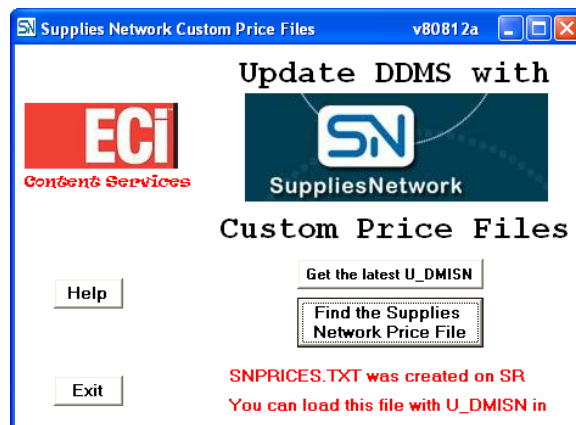 Supplies Network Custom Price Files v80812a
Update DDMS with
ECi
Content Services
SN
SuppliesNetwork
Custom Price Files
Get the latest U_DMISN
Help
Find the Supplies
Network Price File
SNPRICES.TXT was created on SR
Exit
You can load this file with U_DMISN in